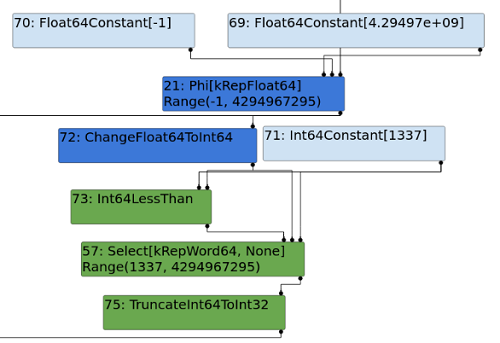 70: Float64Constant[-1]
69: Float64Constant[4.29497e+09]
21: Phi[kRepFloat64]
Range(-1, 4294967295)
72: ChangeFloat64ToInt64
71: Int64Constant[1337]
73: Int64LessThan
57: Select[kRepWord64, None]
Range(1337, 4294967295)
75: TruncateInt64ToInt32